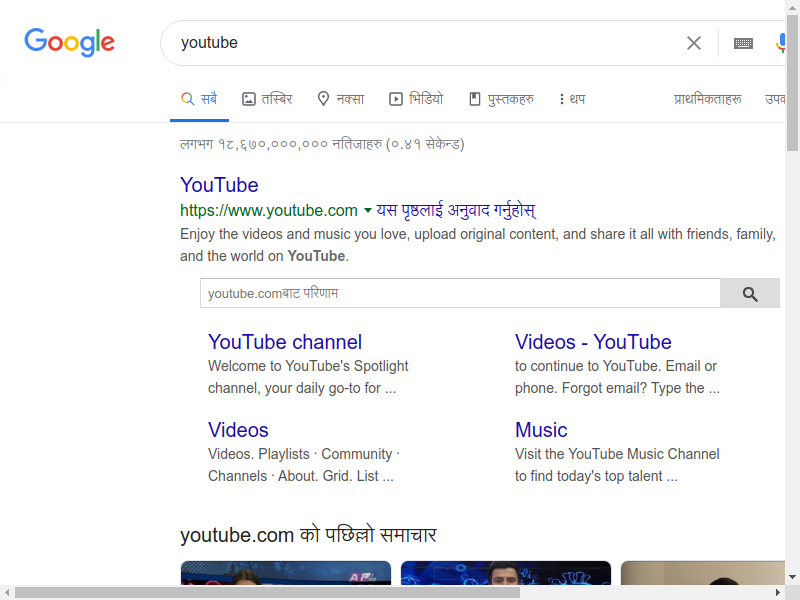 Google
youtube
सबै तस्बिर नक्सा भिडियो पुस्तकहरु थप प्राथमिकताहरू
लगभग १८,६७०,०००,००० नतिजाहरु (०.४१ सेकेन्ड)
YouTube
https://www.youtube.com यस पृष्ठलाई अनुवाद गर्नुहोस्
Enjoy the videos and music you love, upload original content, and share it all with friends, family,
and the world on YouTube.
youtube.comबाट परिणाम
YouTube channel
Welcome to YouTube's Spotlight
channel, your daily go-to for ...
Videos - YouTube
to continue to YouTube. Email or
phone. Forgot email? Type the ...
Videos
Videos. Playlists · Community ·
Channels · About. Grid. List ...
Music
Visit the YouTube Music Channel
to find today's top talent ...
youtube.com को पछिल्लो समाचार